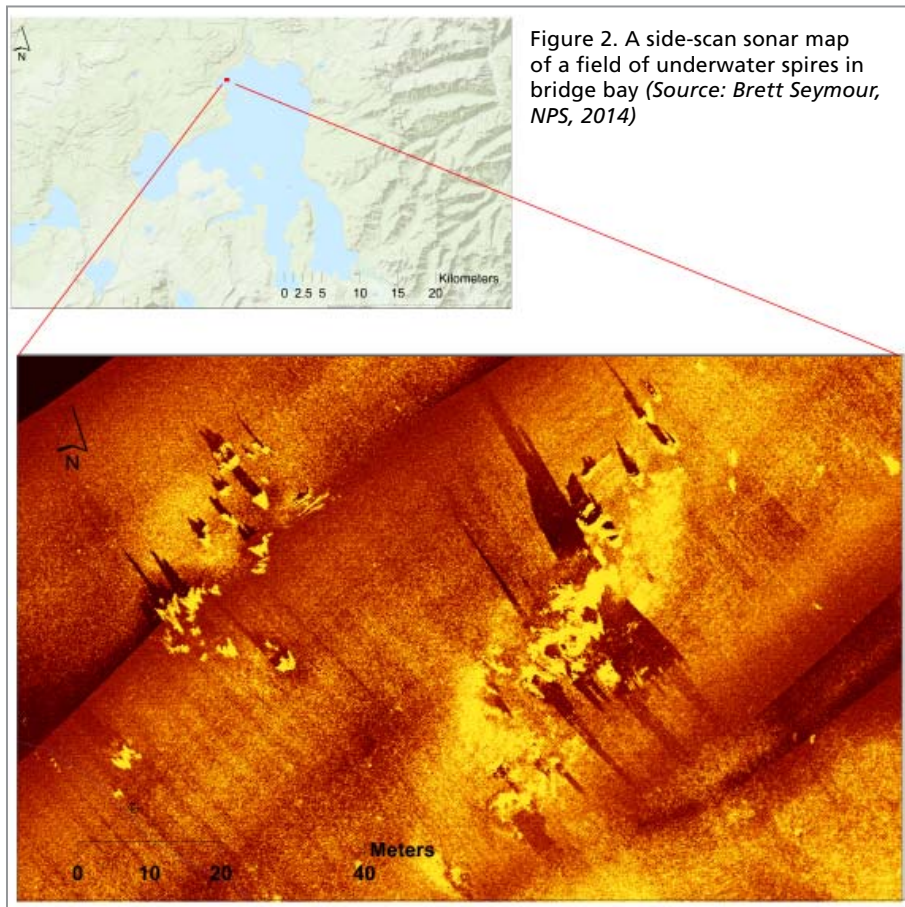 N
Kilometers
0 2.5 5 10 15 20
Figure 2. A side-scan sonar map
of a field of underwater spires in
bridge bay (Source: Brett Seymour,
NPS, 2014)
N
Meters
0 10 20 40